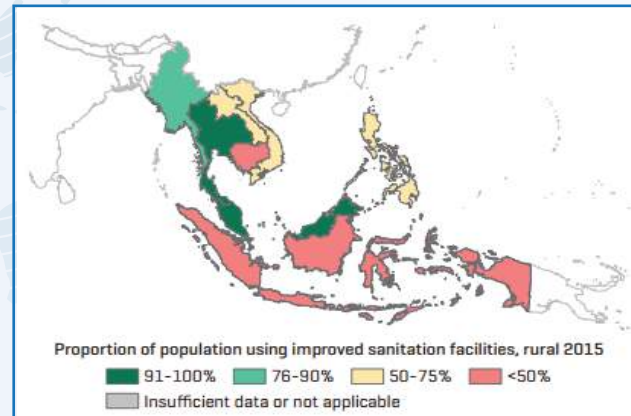 Proportion of population using improved sanitation facilities, rural 2015
91-100% 76-90% 50-75% <50%
Insufficient data or not applicable